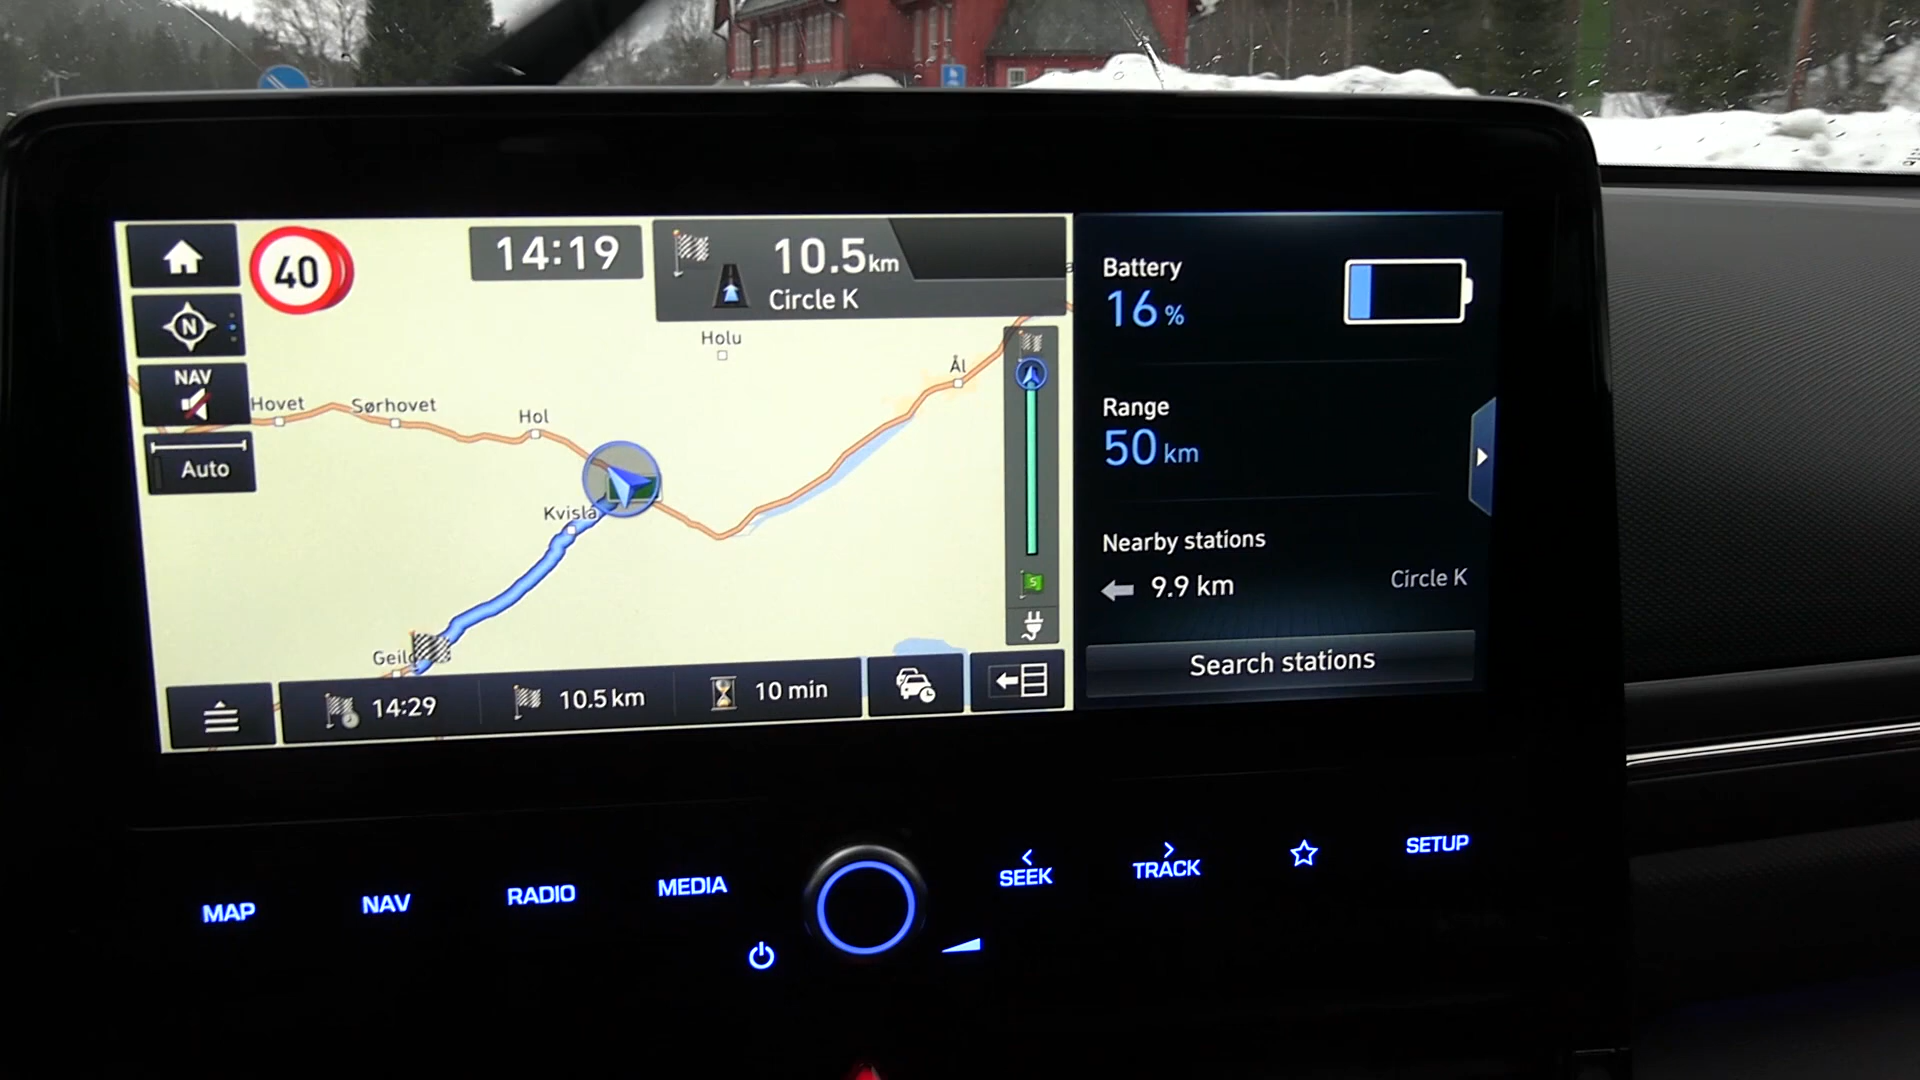 40
14:19
10.5km
Circle K
N
NAV
Auto
Holu
Ål
Hovet
Sørhovet
Hol
Kvisla
Geilo
S
14:29
10.5 km
10 min
Battery
16 %
Range
50 km
Nearby stations
9.9 km
Circle K
Search stations
MAP
NAV
RADIO
MEDIA
SEEK
TRACK
SETUP